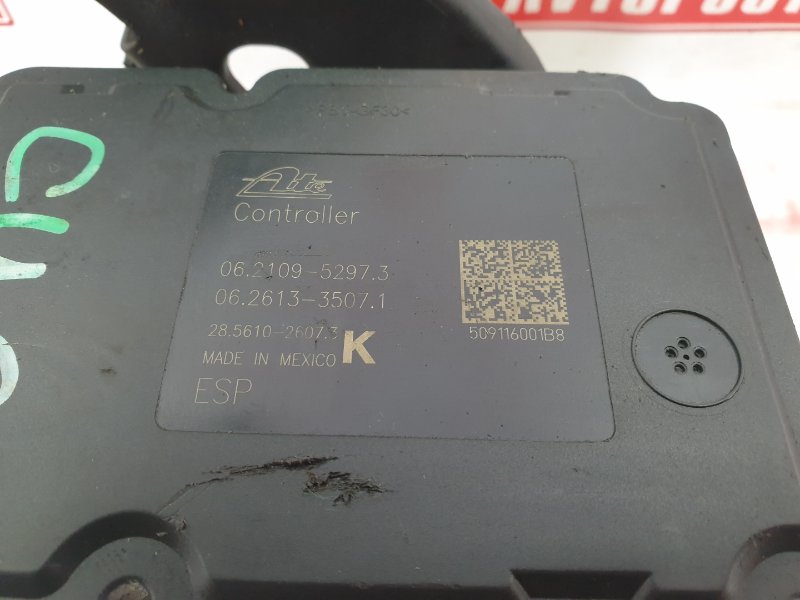 Ate
Controller
06.2109-5297.3
06.2613-3507.1
28.5610-2607.3 K
MADE IN MEXICO
ESP
509116001B8